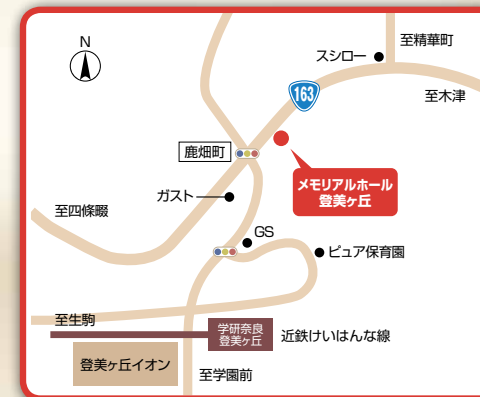 N
スシロー
至精華町
163
至木津
鹿畑町
メモリアルホール
登美ヶ丘
ガスト
至四條畷
GS
ピュア保育園
至生駒
学研奈良
登美ヶ丘
近鉄けいはんな線
登美ヶ丘イオン
至学園前